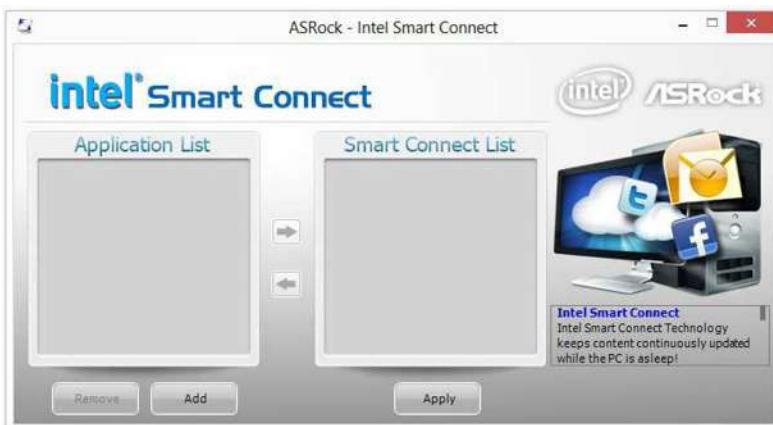 ASRock - Intel Smart Connect
intel Smart Connect
intel ASRock
Application List
Smart Connect List
Intel Smart Connect
Intel Smart Connect Technology
keeps content continuously updated
while the PC is asleep!
Remove
Add
Apply